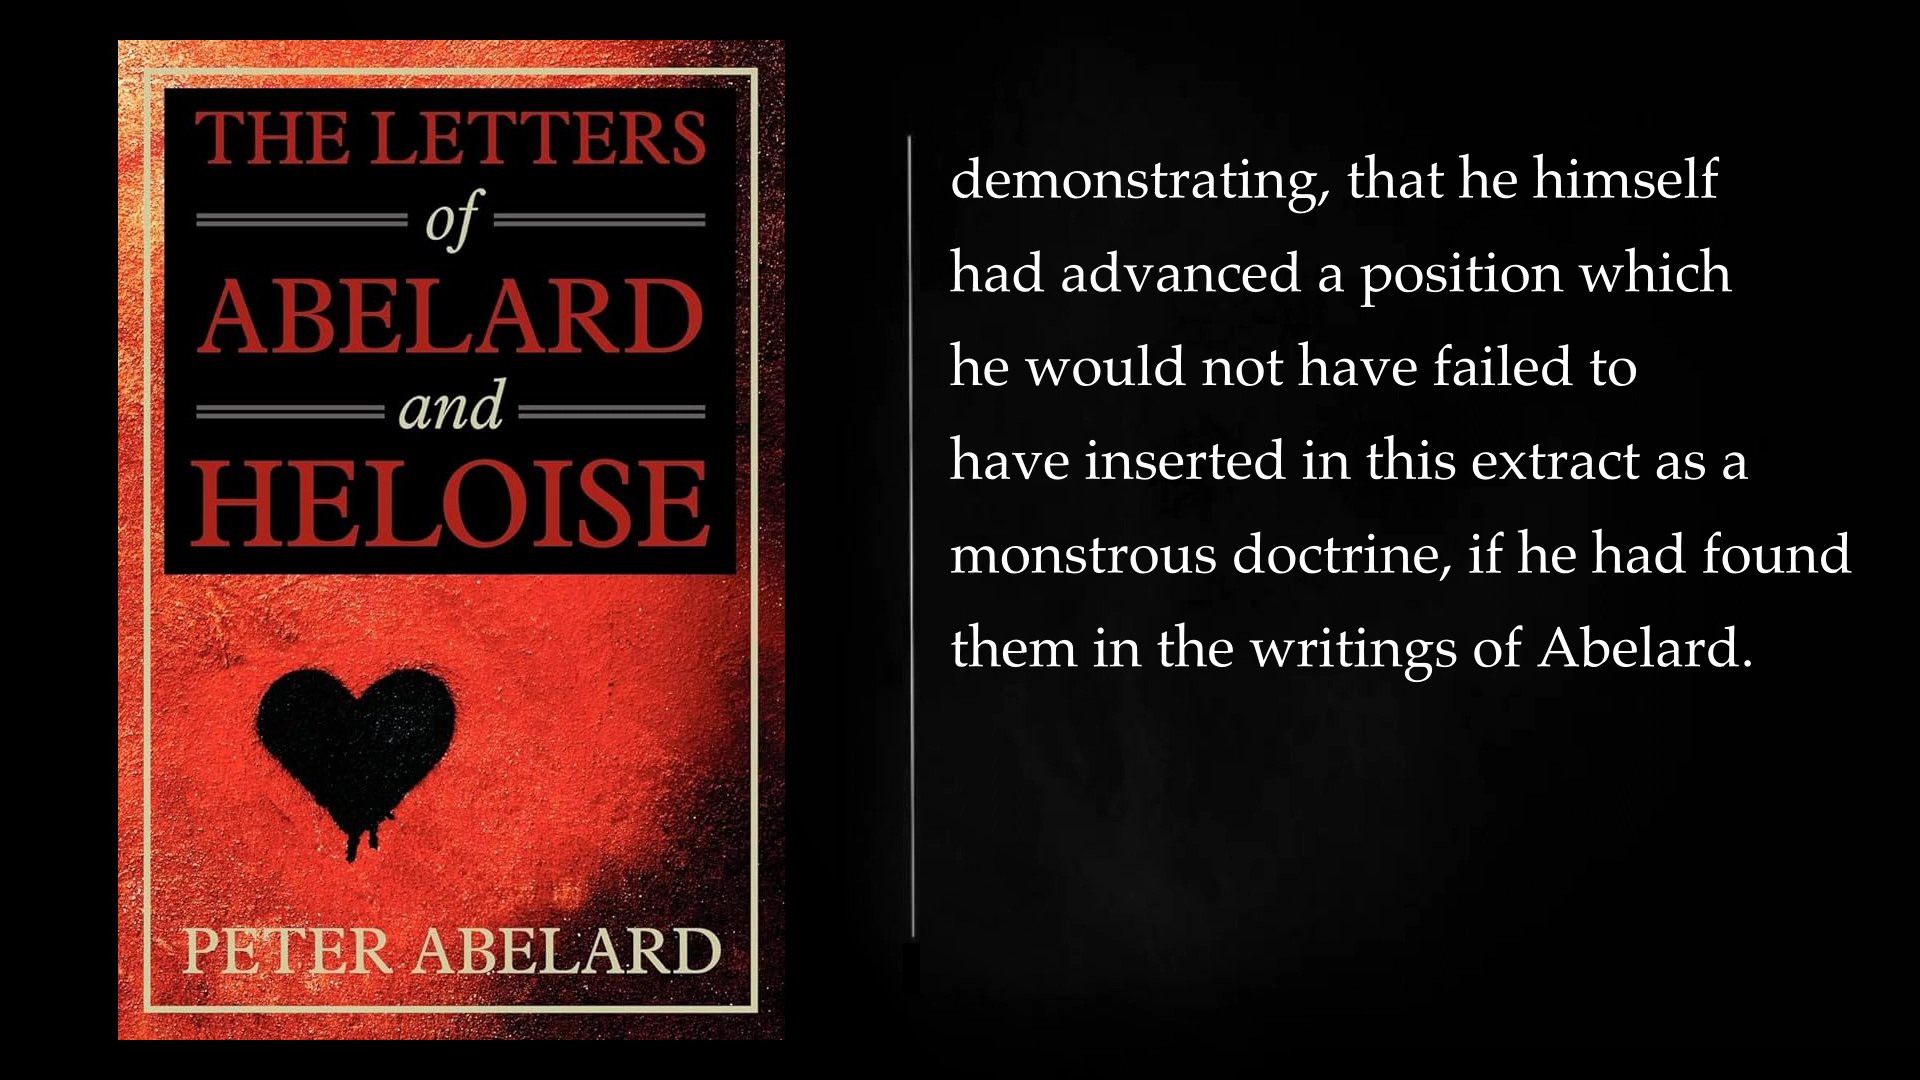 THE LETTERS
of
ABELARD
and
HELOISE
PETER ABELARD
demonstrating, that he himself
had advanced a position which
he would not have failed to
have inserted in this extract as a
monstrous doctrine, if he had found
them in the writings of Abelard.